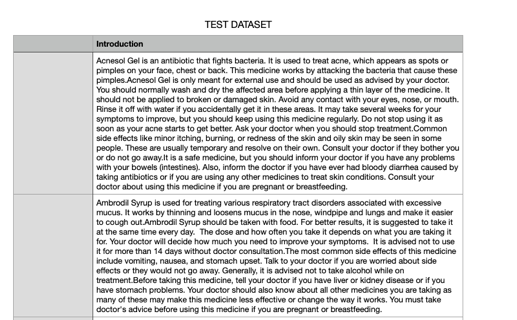 TEST DATASET
Introduction
Acnesol Gel is an antibiotic that fights bacteria. It is used to treat acne, which appears as spots or
pimples on your face, chest or back. This medicine works by attacking the bacteria that cause these
pimples.Acnesol Gel is only meant for external use and should be used as advised by your doctor.
You should normally wash and dry the affected area before applying a thin layer of the medicine. It
should not be applied to broken or damaged skin. Avoid any contact with your eyes, nose, or mouth.
Rinse it off with water if you accidentally get it in these areas. It may take several weeks for your
symptoms to improve, but you should keep using this medicine regularly. Do not stop using it as
soon as your acne starts to get better. Ask your doctor when you should stop treatment.Common
side effects like minor itching, burning, or redness of the skin and oily skin may be seen in some
people. These are usually temporary and resolve on their own. Consult your doctor if they bother you
or do not go away.It is a safe medicine, but you should inform your doctor if you have any problems
with your bowels (intestines). Also, inform the doctor if you have ever had bloody diarrhea caused by
taking antibiotics or if you are using any other medicines to treat skin conditions. Consult your
doctor about using this medicine if you are pregnant or breastfeeding.
Ambrodil Syrup is used for treating various respiratory tract disorders associated with excessive
mucus. It works by thinning and loosens mucus in the nose, windpipe and lungs and make it easier
to cough out.Ambrodil Syrup should be taken with food. For better results, it is suggested to take it
at the same time every day.  The dose and how often you take it depends on what you are taking it
for. Your doctor will decide how much you need to improve your symptoms.  It is advised not to use
it for more than 14 days without doctor consultation.The most common side effects of this medicine
include vomiting, nausea, and stomach upset. Talk to your doctor if you are worried about side
effects or they would not go away. Generally, it is advised not to take alcohol while on
treatment.Before taking this medicine, tell your doctor if you have liver or kidney disease or if you
have stomach problems. Your doctor should also know about all other medicines you are taking as
many of these may make this medicine less effective or change the way it works. You must take
doctor's advice before using this medicine if you are pregnant or breastfeeding.